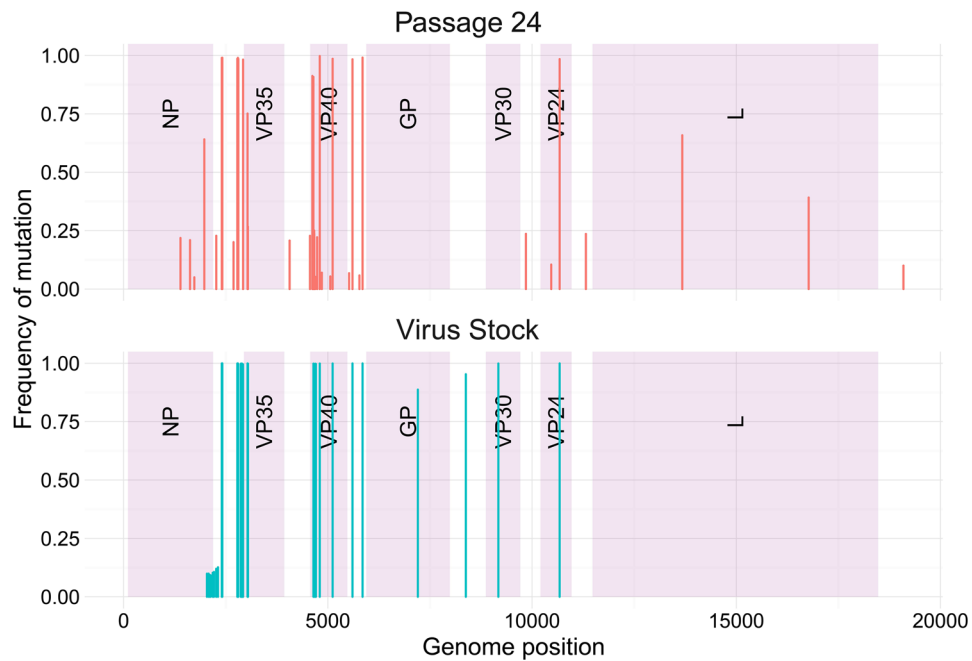 Passage 24
1.00
0.75
0.50
0.25
0.00
NP
VP35
VP40
GP
VP30
VP24
L
Frequency of mutation
Virus Stock
1.00
0.75
0.50
0.25
0.00
NP
VP35
VP40
GP
VP30
VP24
L
0 5000 10000 15000 20000
Genome position